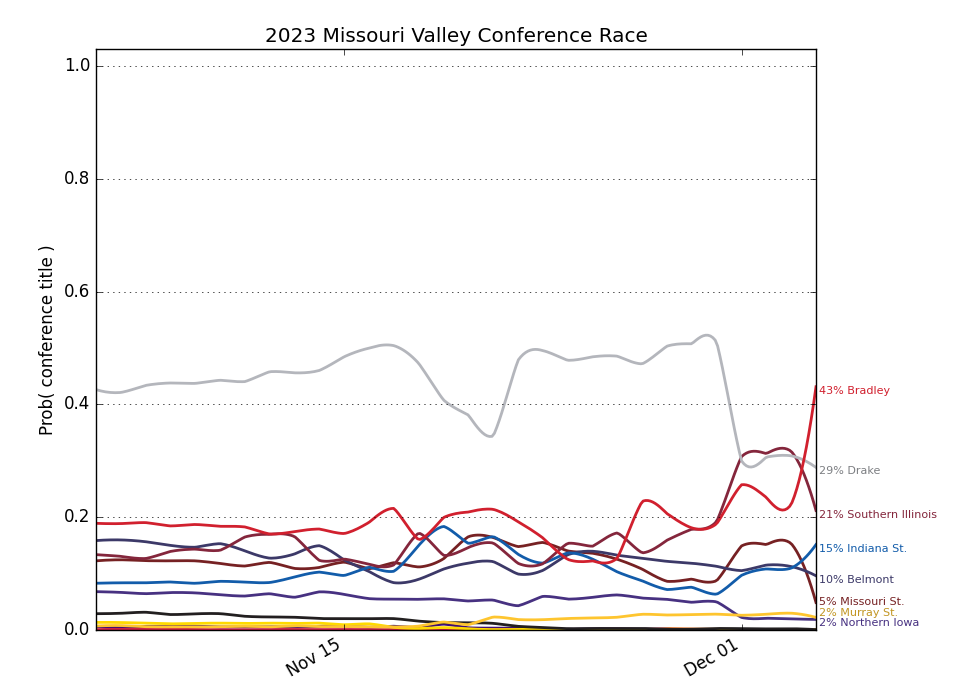 2023 Missouri Valley Conference Race
1.0
0.8
0.6
0.4
0.2
0.0
Prob( conference title )
Nov 15
Dec 01
43% Bradley
29% Drake
21% Southern Illinois
15% Indiana St.
10% Belmont
5% Missouri St.
2% Murray St.
2% Northern Iowa